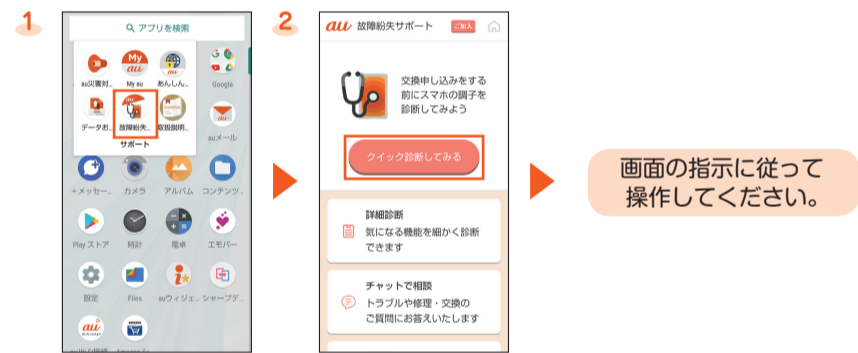 1
アプリを検索
My
au
au災害対..
My au
あんしん..
Google
データお..
故障紛失..
取扱説明..
auメール
サポート
+メッセー..
カメラ
アルバム
コンテンツ..
Play ストア
時計
電卓
エモパー
設定
Files
auウィジェ..
シャープデ..
au
2
au 故障紛失サポート
ご加入
交換申し込みをする
前にスマホの調子を
診断してみよう
クイック診断してみる
詳細診断
気になる機能を細かく診断
できます
チャットで相談
トラブルや修理・交換の
ご質問にお答えいたします
画面の指示に従って
操作してください。